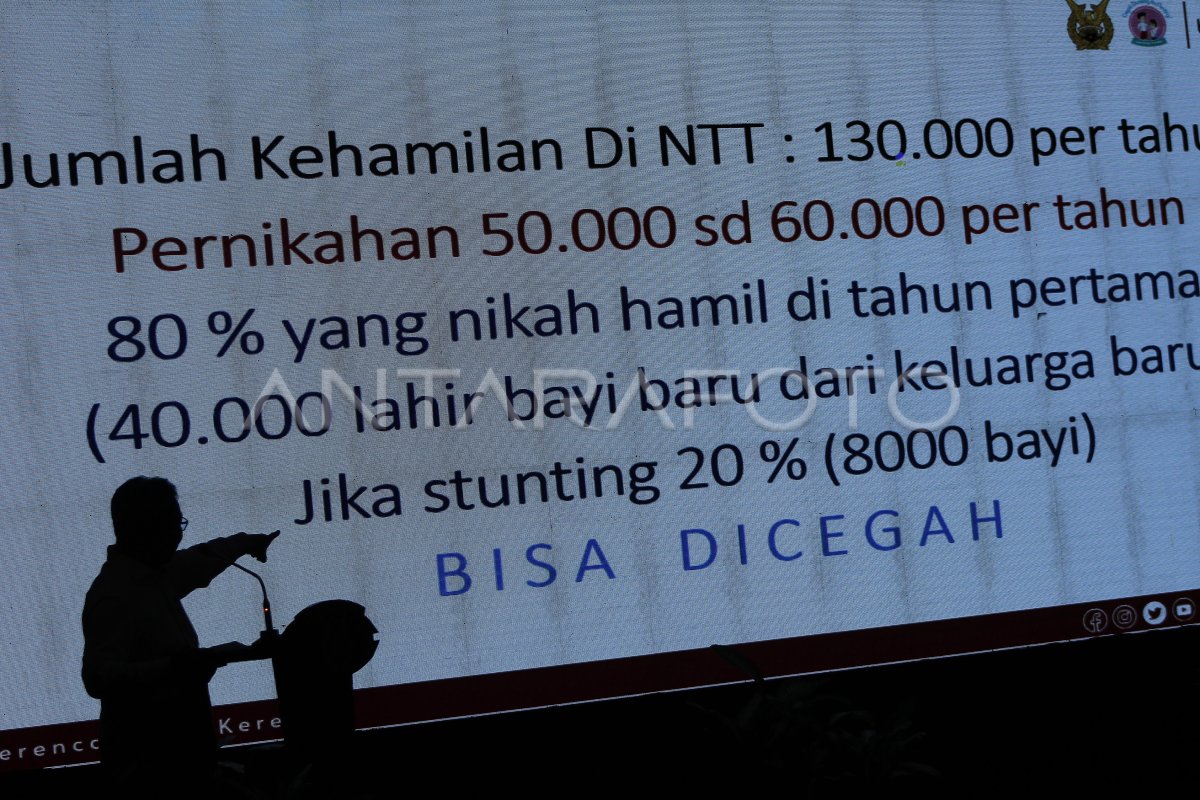 Jumlah Kehamilan Di NTT : 130.000 per tahu
Pernikahan 50.000 sd 60.000 per tahun
80 % yang nikah hamil di tahun pertama
(40.000 lahir bayi baru dari keluarga baru
ANTARAFOTO
Jika stunting 20 % (8000 bayi)
BISA DICEGAH
erenca
Kere